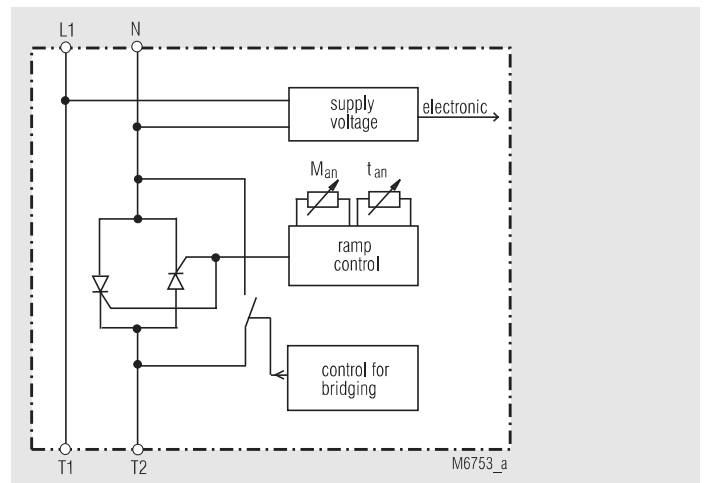 L1
N
supply
voltage
electronic
Man
tan
ramp
control
control for
bridging
T1
T2
M6753_a